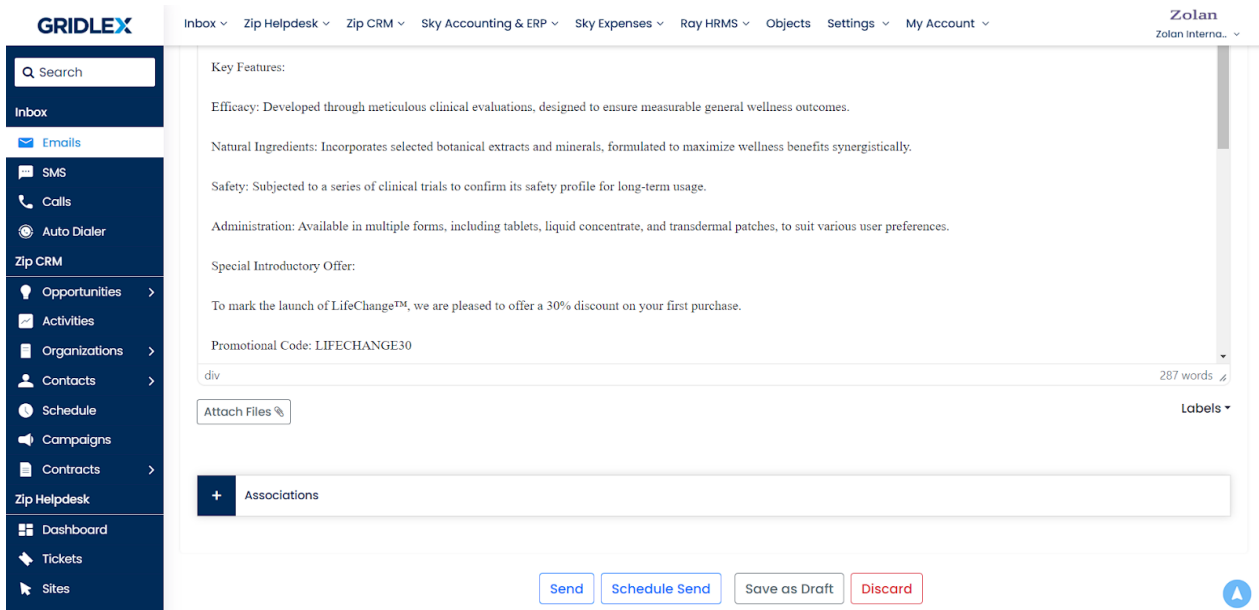 GRIDLEX
Inbox Zip Helpdesk Zip CRM Sky Accounting & ERP Sky Expenses Ray HRMS Objects Settings My Account
Zolan
Zolan Interna..
Search
Inbox
Emails
SMS
Calls
Auto Dialer
Zip CRM
Opportunities
Activities
Organizations
Contacts
Schedule
Campaigns
Contracts
Zip Helpdesk
Dashboard
Tickets
Sites
Key Features:
Efficacy: Developed through meticulous clinical evaluations, designed to ensure measurable general wellness outcomes.
Natural Ingredients: Incorporates selected botanical extracts and minerals, formulated to maximize wellness benefits synergistically.
Safety: Subjected to a series of clinical trials to confirm its safety profile for long-term usage.
Administration: Available in multiple forms, including tablets, liquid concentrate, and transdermal patches, to suit various user preferences.
Special Introductory Offer:
To mark the launch of LifeChange™, we are pleased to offer a 30% discount on your first purchase.
Promotional Code: LIFECHANGE30
div 287 words
Attach Files
Labels
+ Associations
Send Schedule Send Save as Draft Discard